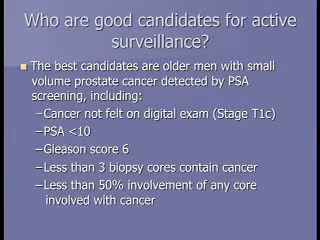 Who are good candidates for active
surveillance?
The best candidates are older men with small
volume prostate cancer detected by PSA
screening, including:
–Cancer not felt on digital exam (Stage T1c)
–PSA <10
–Gleason score 6
–Less than 3 biopsy cores contain cancer
–Less than 50% involvement of any core
involved with cancer